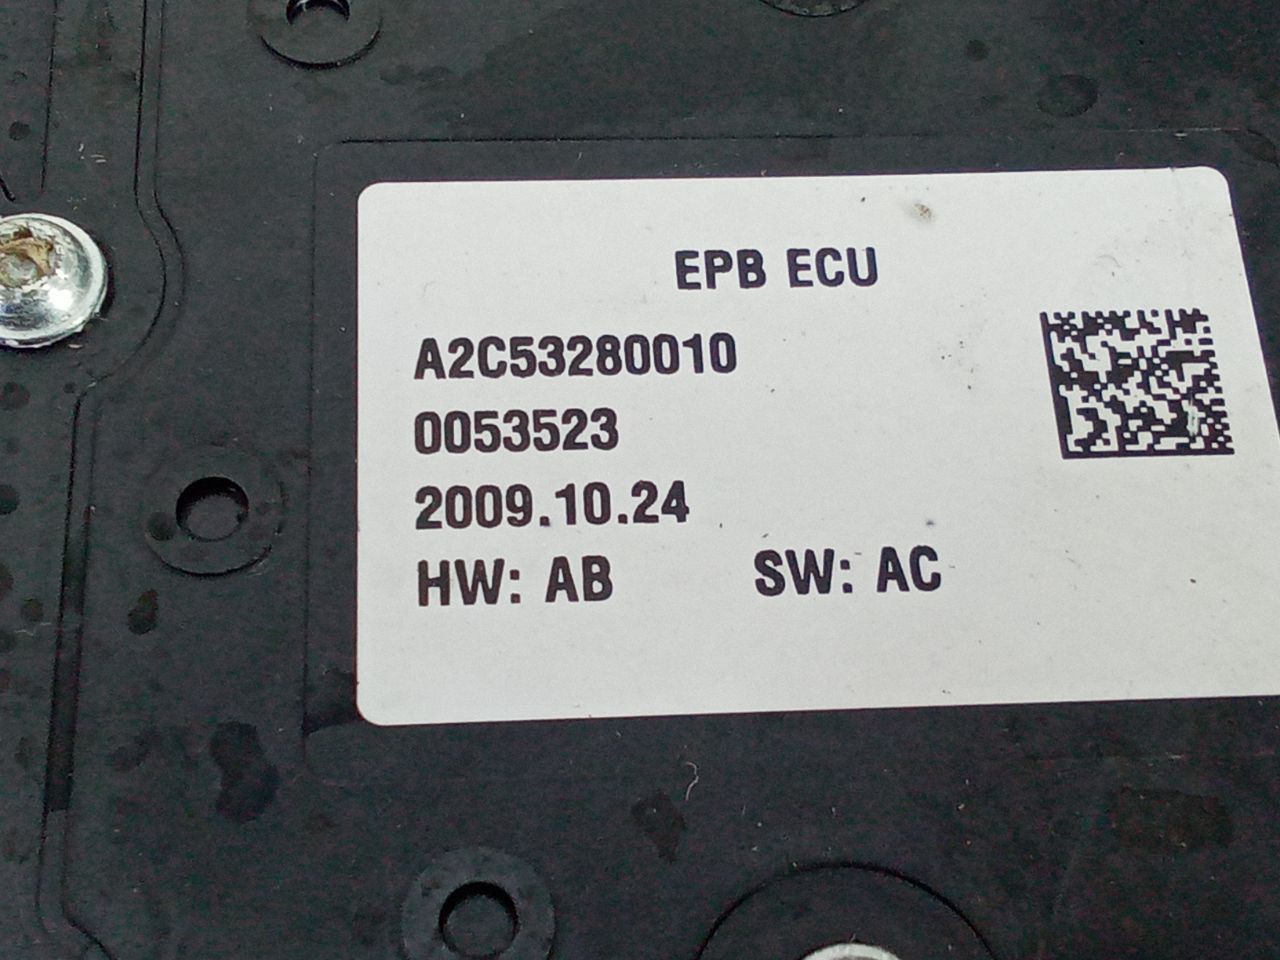 EPB ECU
A2C53280010
0053523
2009.10.24
HW: AB SW: AC